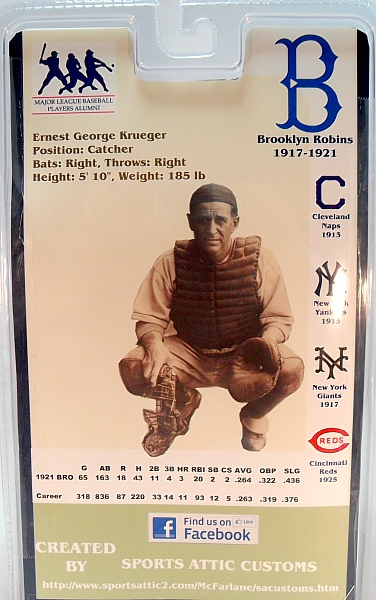 MAJOR LEAGUE BASEBALL
PLAYERS ALUMNI
Ernest George Krueger
Position: Catcher
Bats: Right, Throws: Right
Height: 5' 10", Weight: 185 lb
B
Brooklyn Robins
1917-1921
C
Cleveland
Naps
1913
NY
New York
Yankees
1915
NY
New York
Giants
1917
REDS
Cincinnati
Reds
1925
G AB R H 2B 3B HR RBI SB CS AVG OBP SLG
1921 BRO 65 163 18 43 11 4 3 20 2 2 .264 .322 .436
Career 318 836 87 220 33 14 11 93 12 5 .263 .319 .376
f Find us on Like
Facebook
CREATED
BY SPORTS ATTIC CUSTOMS
http://www.sportsattic2.com/McFarlane/sacustoms.htm